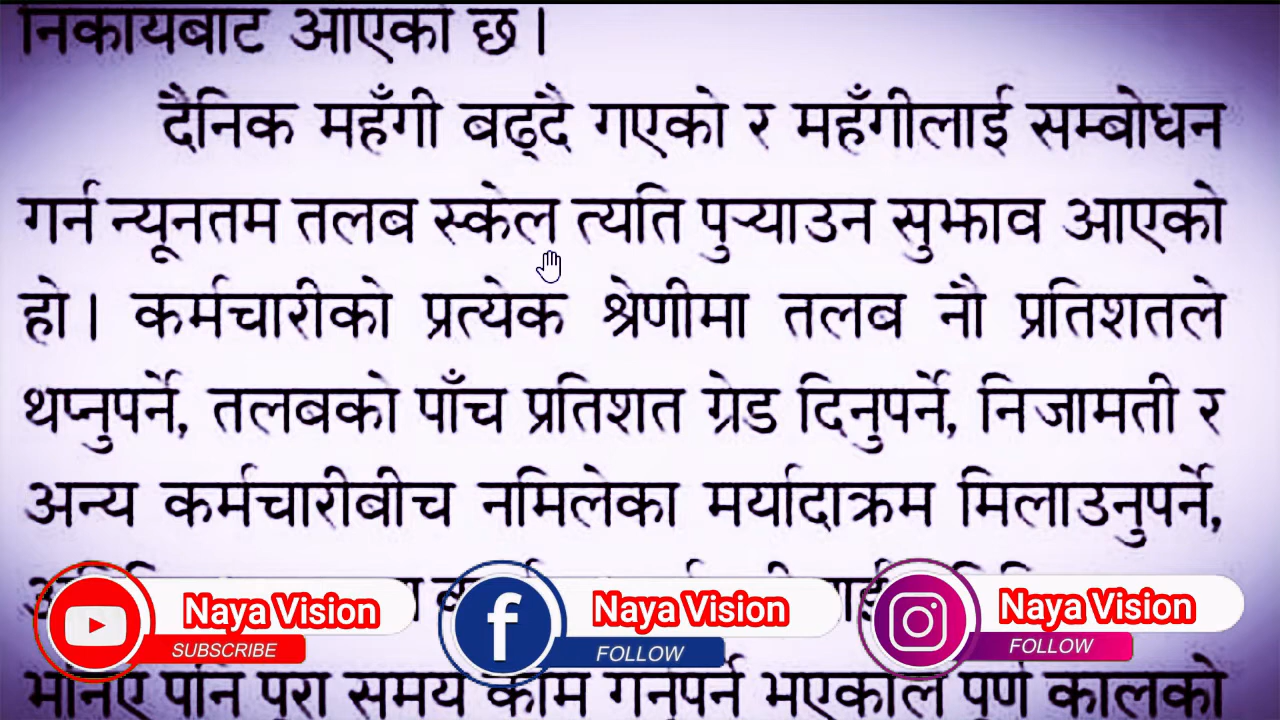 निकायबाट आएको छ ।
दैनिक महँगी बढ्दै गएको र महँगीलाई सम्बोधन
गर्न न्यूनतम तलब स्केल त्यति पुऱ्याउन सुझाव आएको
हो । कर्मचारीको प्रत्येक श्रेणीमा तलब नौ प्रतिशतले
थप्नुपर्ने, तलबको पाँच प्रतिशत ग्रेड दिनुपर्ने, निजामती र
अन्य कर्मचारीबीच नमिलेका मर्यादाक्रम मिलाउनुपर्ने,
Naya Vision
SUBSCRIBE
Naya Vision
FOLLOW
Naya Vision
FOLLOW
भनिए पनि पूरा समय काम गर्नुपर्ने भएकाले पूर्ण कालको